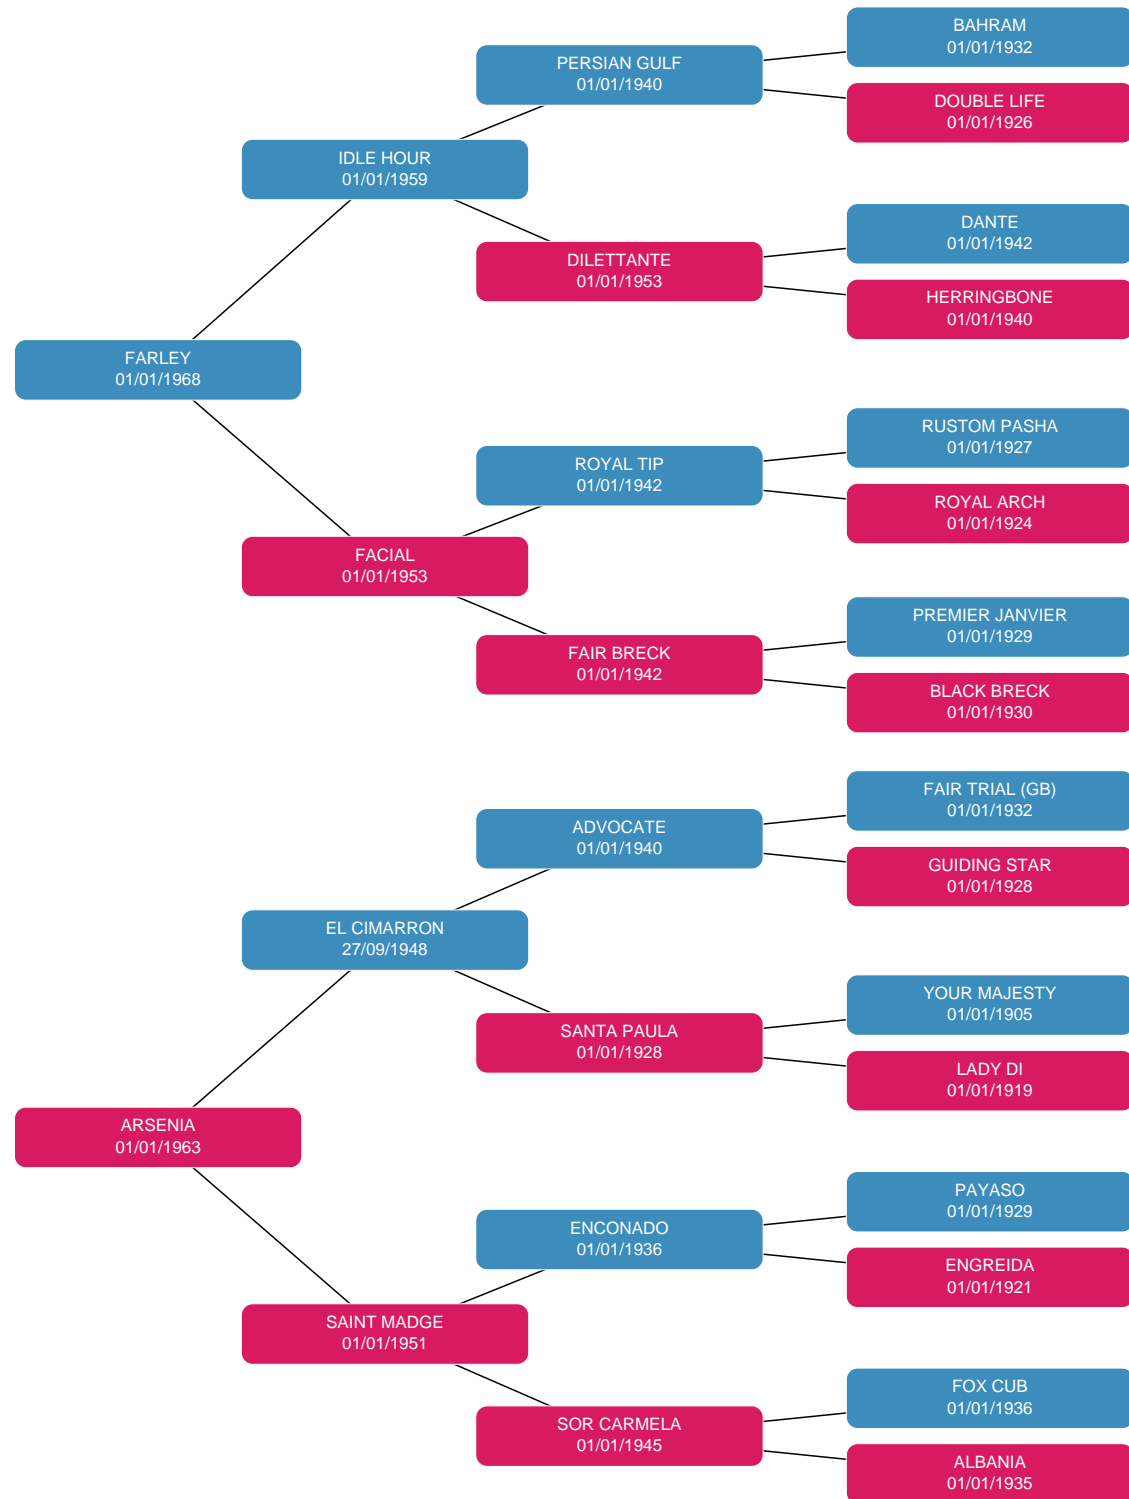 BAHRAM
01/01/1932
PERSIAN GULF
01/01/1940
DOUBLE LIFE
01/01/1926
IDLE HOUR
01/01/1959
DANTE
01/01/1942
DILETTANTE
01/01/1953
HERRINGBONE
01/01/1940
FARLEY
01/01/1968
RUSTOM PASHA
01/01/1927
ROYAL TIP
01/01/1942
ROYAL ARCH
01/01/1924
FACIAL
01/01/1953
PREMIER JANVIER
01/01/1929
FAIR BRECK
01/01/1942
BLACK BRECK
01/01/1930
FAIR TRIAL (GB)
01/01/1932
ADVOCATE
01/01/1940
GUIDING STAR
01/01/1928
EL CIMARRON
27/09/1948
YOUR MAJESTY
01/01/1905
SANTA PAULA
01/01/1928
LADY DI
01/01/1919
ARSENIA
01/01/1963
PAYASO
01/01/1929
ENCONADO
01/01/1936
ENGREIDA
01/01/1921
SAINT MADGE
01/01/1951
FOX CUB
01/01/1936
SOR CARMELA
01/01/1945
ALBANIA
01/01/1935